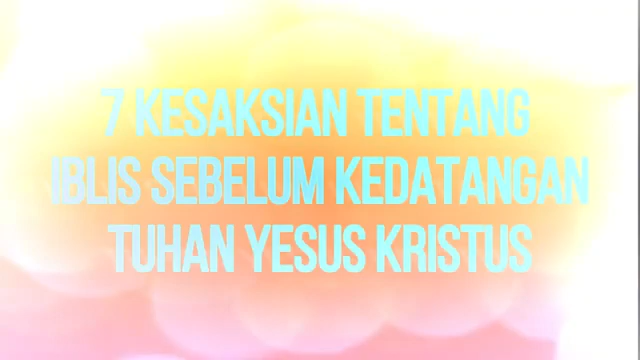 7 KESAKSIAN TENTANG
IBLIS SEBELUM KEDATANGAN
TUHAN YESUS KRISTUS